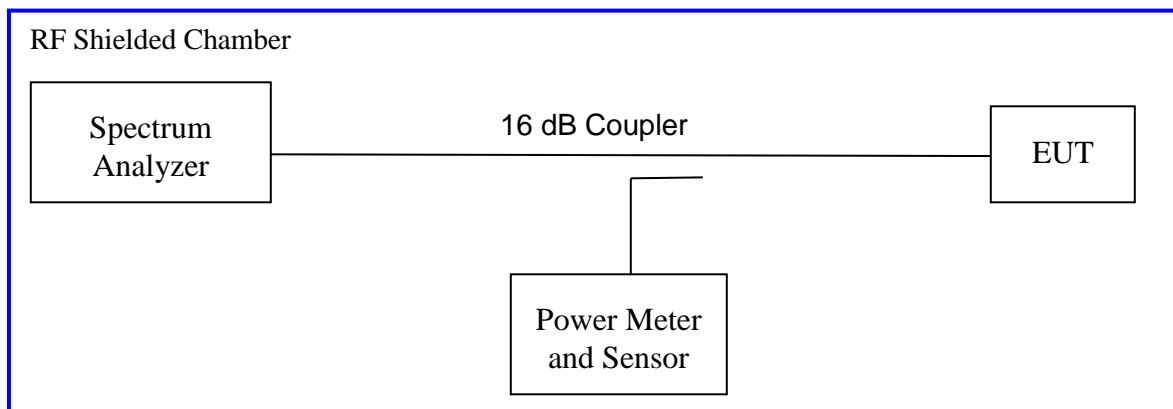 RF Shielded Chamber
Spectrum
Analyzer
16 dB Coupler
EUT
Power Meter
and Sensor